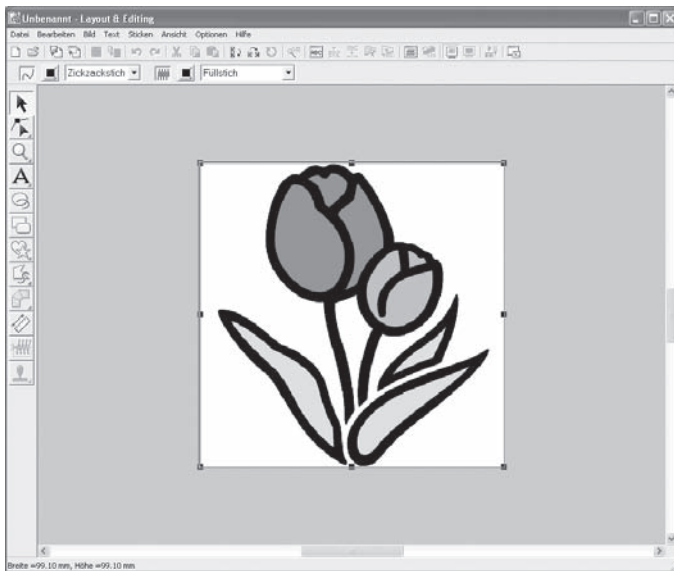 Unbenannt - Layout & Editing
Datei Bearbeiten Bild Text Sticken Ansicht Optionen Hilfe
Zickzackstich Füllstich
A
Breite =99.10 mm, Höhe =99.10 mm